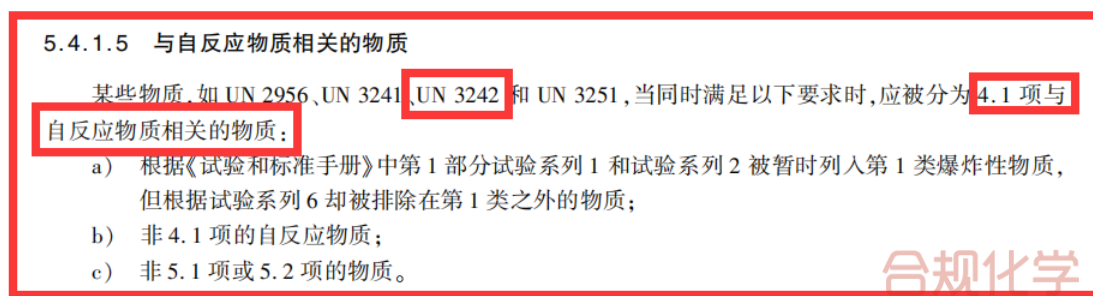 5.4.1.5 与自反应物质相关的物质
某些物质,如 UN 2956、UN 3241、UN 3242 和 UN 3251,当同时满足以下要求时,应被分为 4.1 项与
自反应物质相关的物质:
a) 根据《试验和标准手册》中第 1 部分试验系列 1 和试验系列 2 被暂时列入第 1 类爆炸性物质,
但根据试验系列 6 却被排除在第 1 类之外的物质;
b) 非 4.1 项的自反应物质;
c) 非 5.1 项或 5.2 项的物质。
合规化学